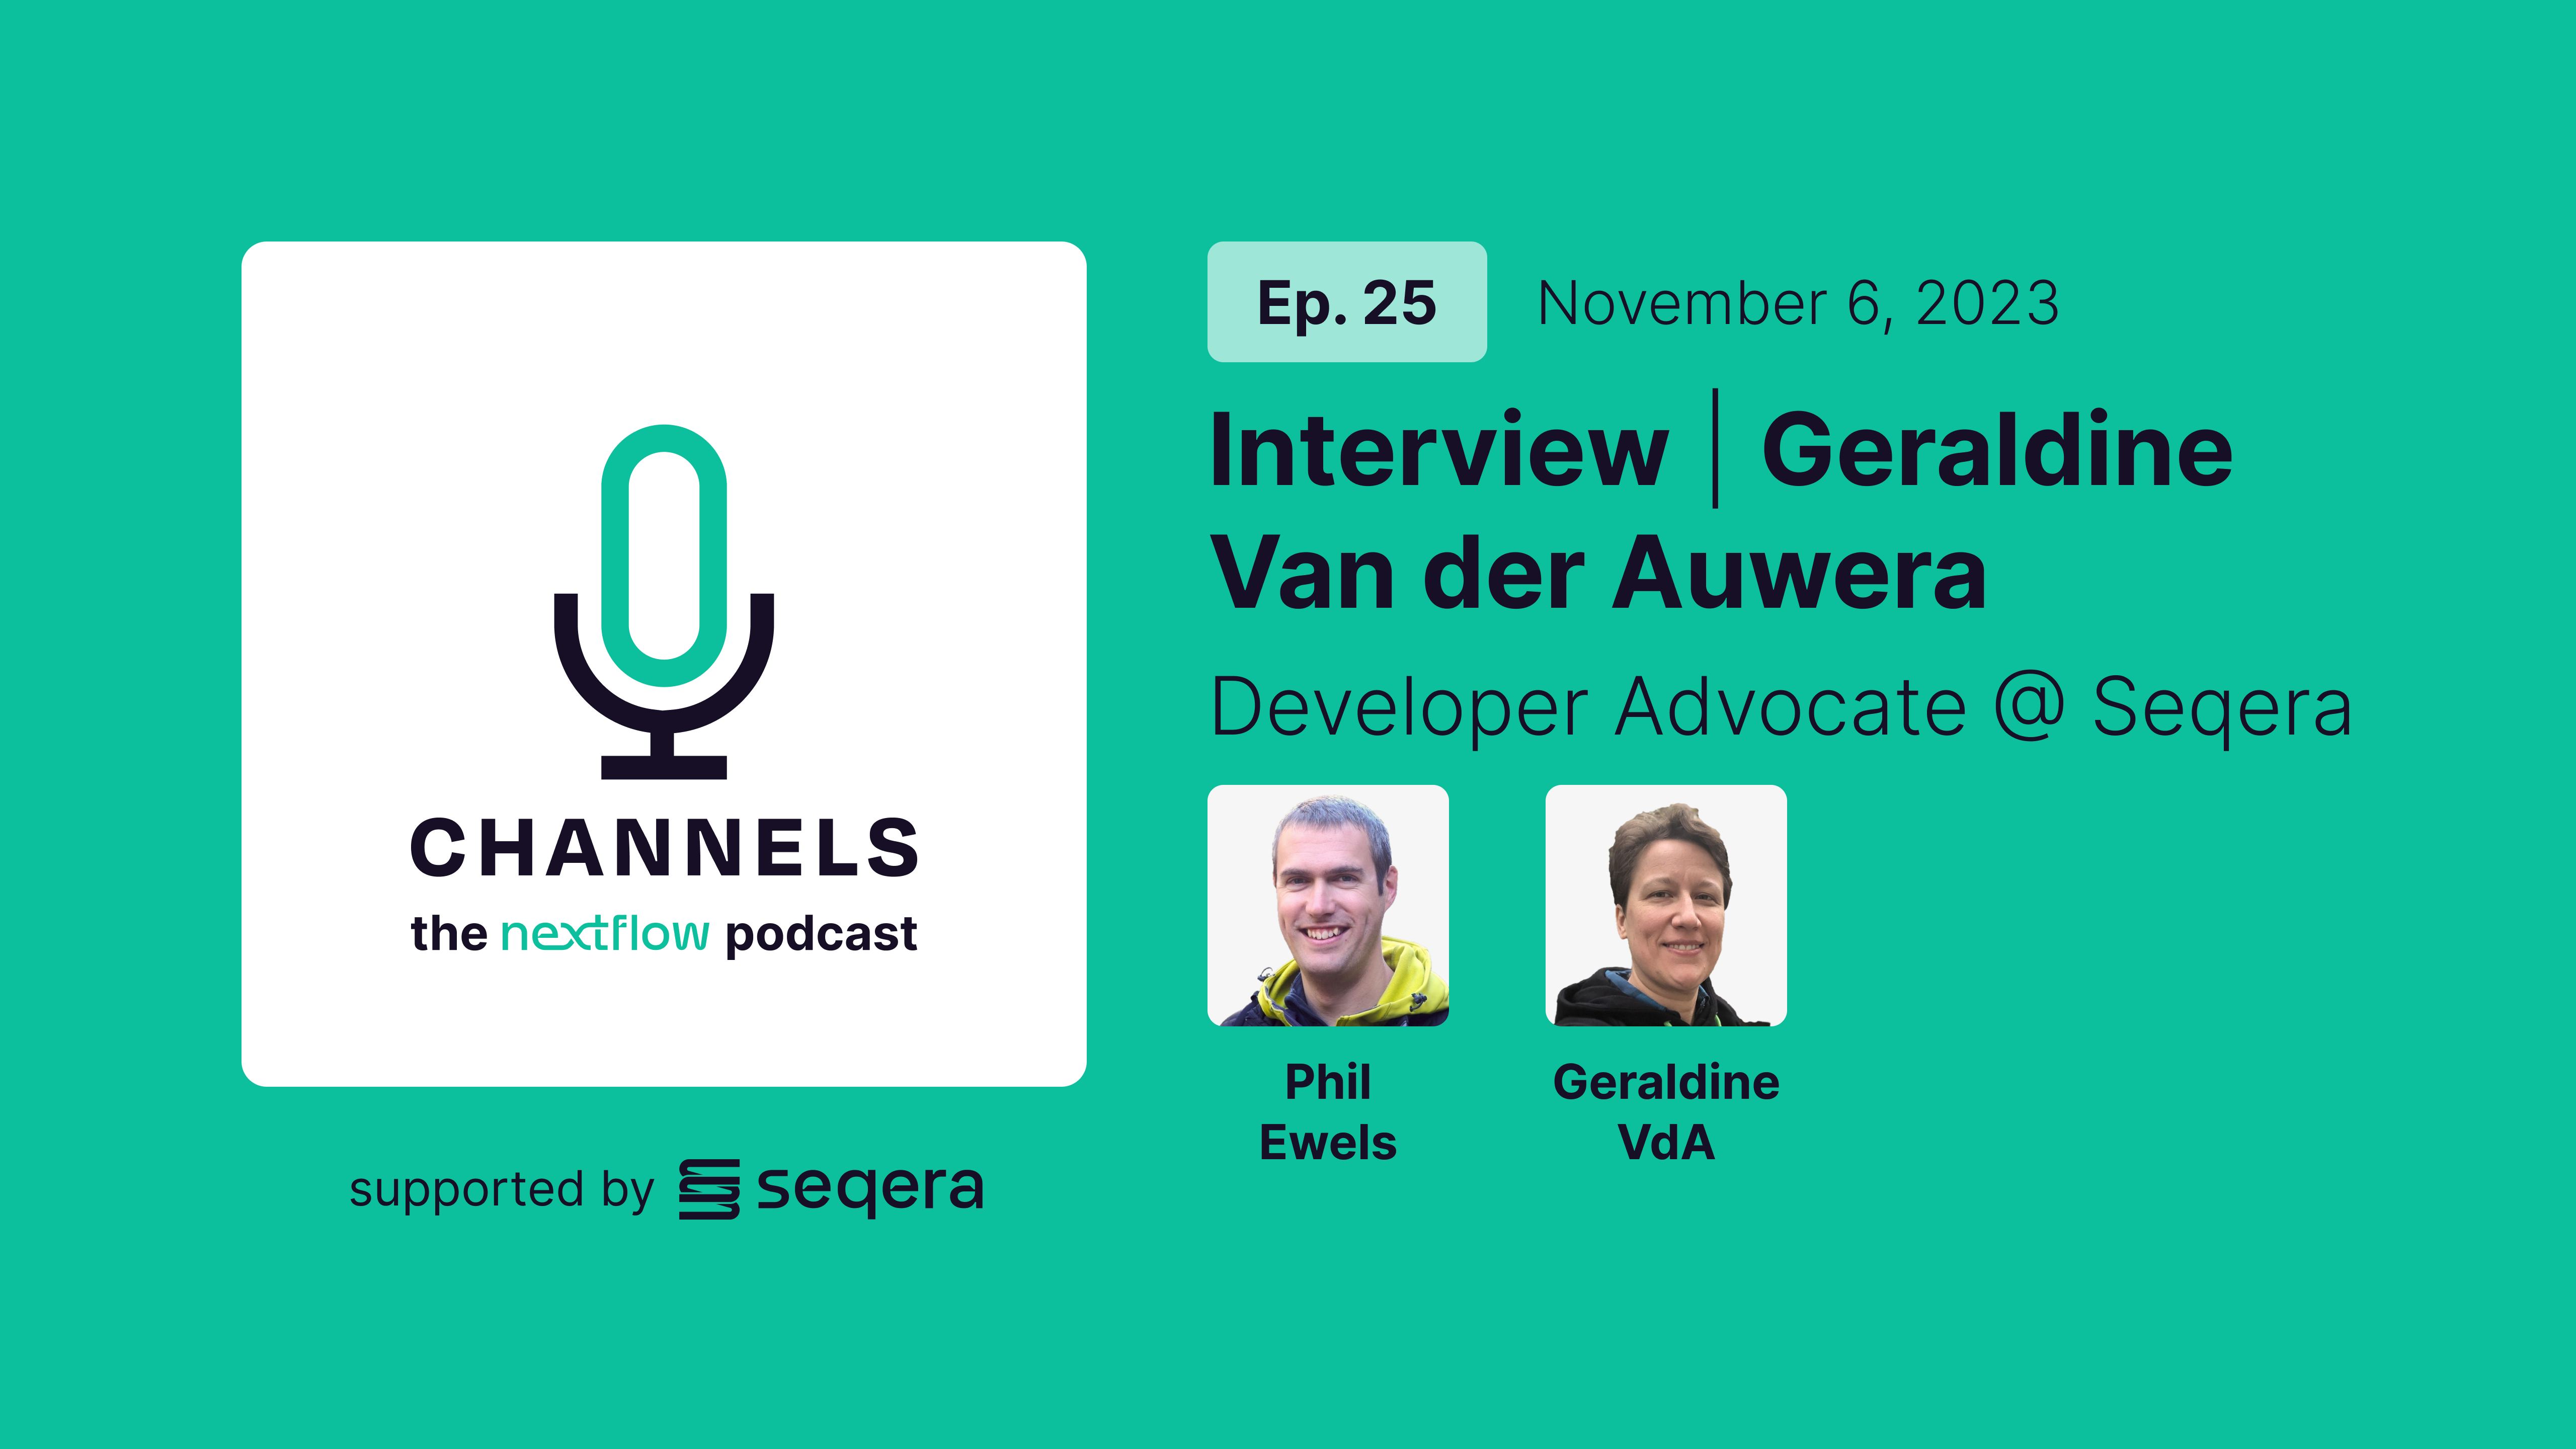 CHANNELS
the nextflow podcast
supported by seqera
Ep. 25 November 6, 2023
Interview | Geraldine
Van der Auwera
Developer Advocate @ Seqera
Phil
Ewels
Geraldine
VdA